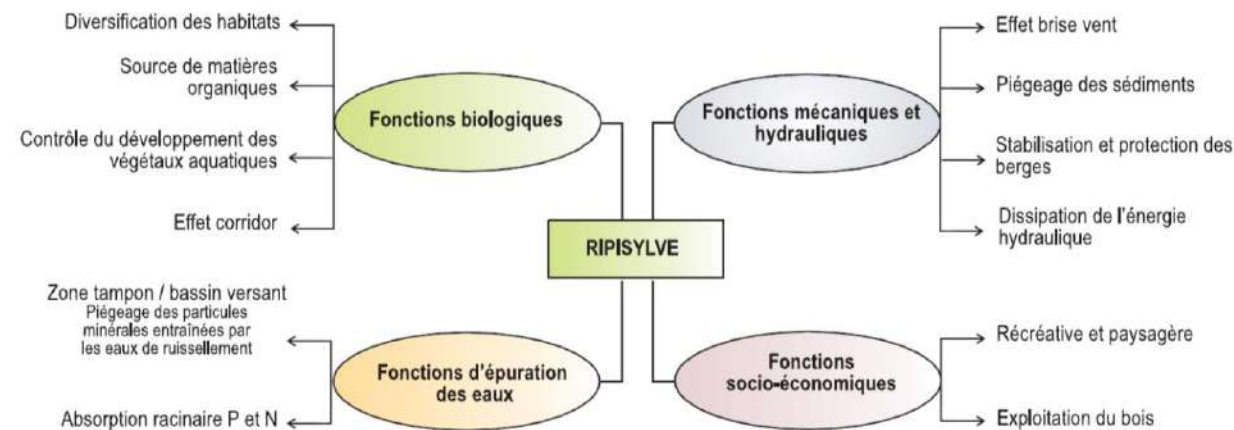 Diversification des habitats
Source de matières
organiques
Contrôle du développement des
végétaux aquatiques
Effet corridor
Fonctions biologiques
Fonctions mécaniques et
hydrauliques
Effet brise vent
Piégeage des sédiments
Stabilisation et protection des
berges
Dissipation de l'énergie
hydraulique
RIPISYLVE
Zone tampon / bassin versant
Piégeage des particules
minérales entraînées par
les eaux de ruissellement
Absorption racinaire P et N
Fonctions d'épuration
des eaux
Fonctions
socio-économiques
Récréative et paysagère
Exploitation du bois